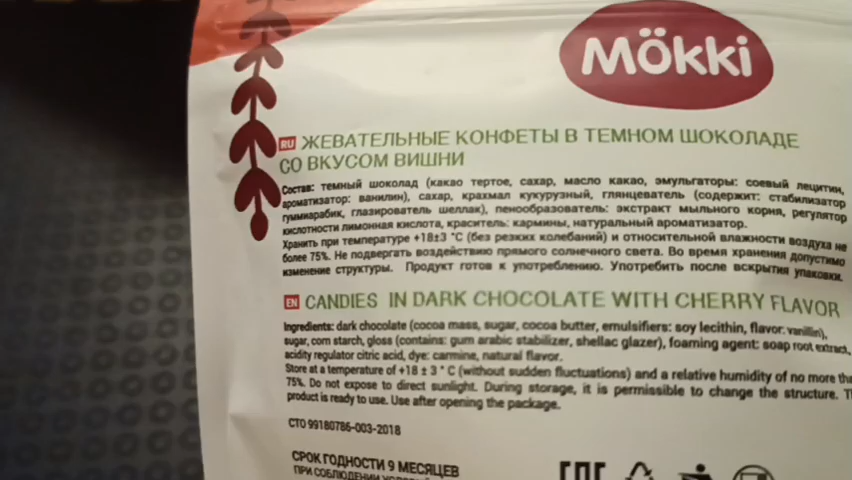 Mökki
RU ЖЕВАТЕЛЬНЫЕ КОНФЕТЫ В ТЕМНОМ ШОКОЛАДЕ
СО ВКУСОМ ВИШНИ
Состав: темный шоколад (какао тертое, сахар, масло какао, эмульгаторы: соевый лецитин,
ароматизатор: ванилин), сахар, крахмал кукурузный, глянцеватель (содержит: стабилизатор
гуммиарабик, глазирователь шеллак), пенообразователь: экстракт мыльного корня, регулятор
кислотности лимонная кислота, краситель: кармины, натуральный ароматизатор.
Хранить при температуре +18±3 °C (без резких колебаний) и относительной влажности воздуха не
более 75%. Не подвергать воздействию прямого солнечного света. Во время хранения допустимо
изменение структуры. Продукт готов к употреблению. Употребить после вскрытия упаковки.
EN CANDIES IN DARK CHOCOLATE WITH CHERRY FLAVOR
Ingredients: dark chocolate (cocoa mass, sugar, cocoa butter, emulsifiers: soy lecithin, flavor: vanillin),
sugar, corn starch, gloss (contains: gum arabic stabilizer, shellac glazer), foaming agent: soap root extract,
acidity regulator citric acid, dye: carmine, natural flavor.
Store at a temperature of +18 ± 3 ° C (without sudden fluctuations) and a relative humidity of no more
75%. Do not expose to direct sunlight. During storage, it is permissible to change the structure.
product is ready to use. Use after opening the package.
СТО 99180786-003-2018
СРОК ГОДНОСТИ 9 МЕСЯЦЕВ
ПРИ СОБЛЮДЕНИИ